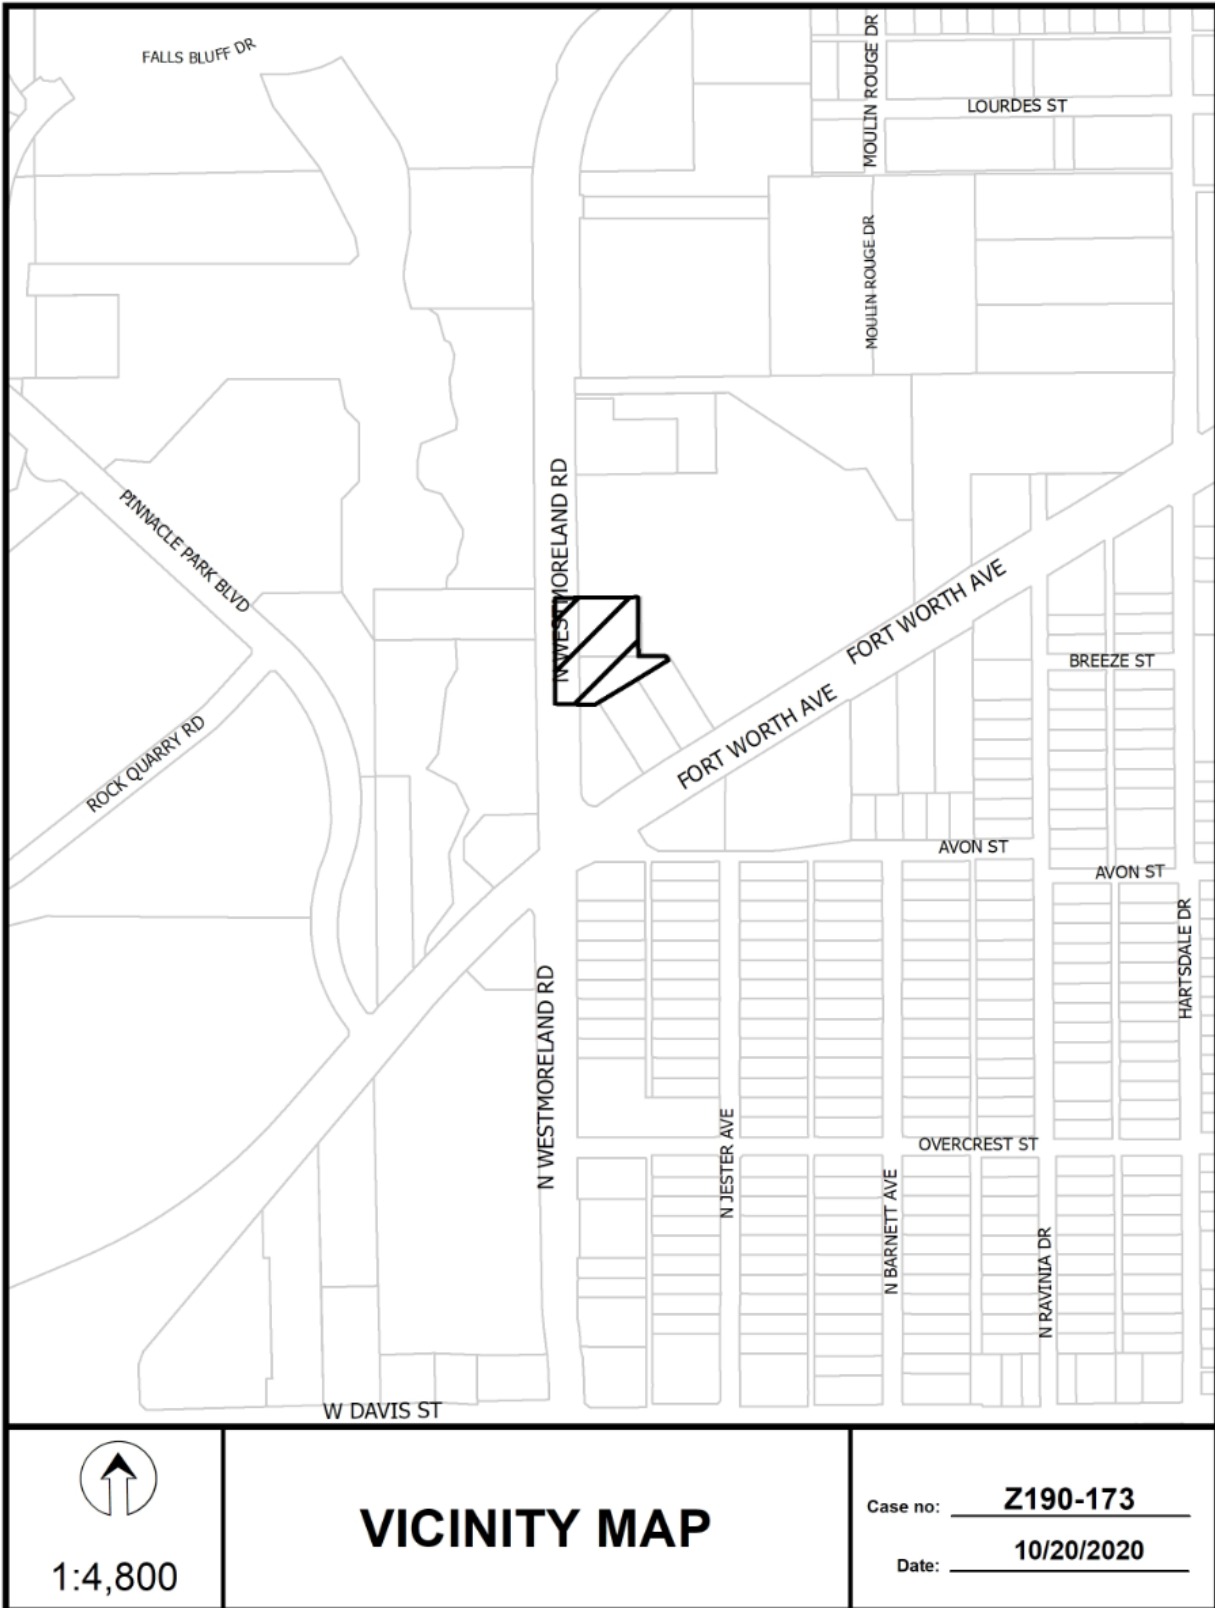 FALLS BLUFF DR
MOULIN ROUGE DR
LOURDES ST
MOULIN ROUGE DR
N WESTMORELAND RD
PINNACLE PARK BLVD
FORT WORTH AVE
BREEZE ST
FORT WORTH AVE
ROCK QUARRY RD
AVON ST
AVON ST
HARTSDALE DR
N WESTMORELAND RD
N JESTER AVE
OVERCREST ST
N BARNETT AVE
N RAVINIA DR
W DAVIS ST
1:4,800
VICINITY MAP
Case no: Z190-173
Date: 10/20/2020